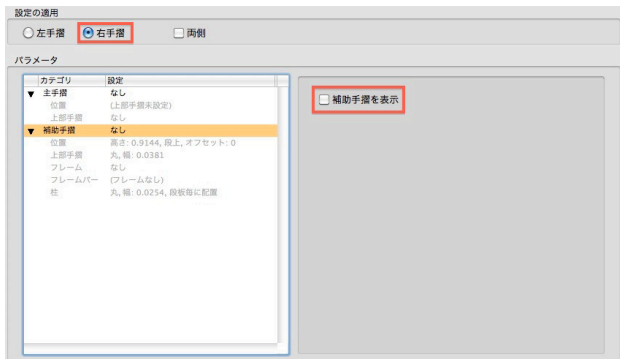 設定の適用
左手摺 右手摺 両側
パラメータ
カテゴリ 設定
主手摺 なし
位置 (上部手摺未設定)
上部手摺 なし
補助手摺 なし
位置 高さ: 0.9144, 段上, オフセット: 0
上部手摺 丸, 幅: 0.0381
フレーム なし
フレームバー (フレームなし)
柱 丸, 幅: 0.0254, 段板毎に配置
補助手摺を表示